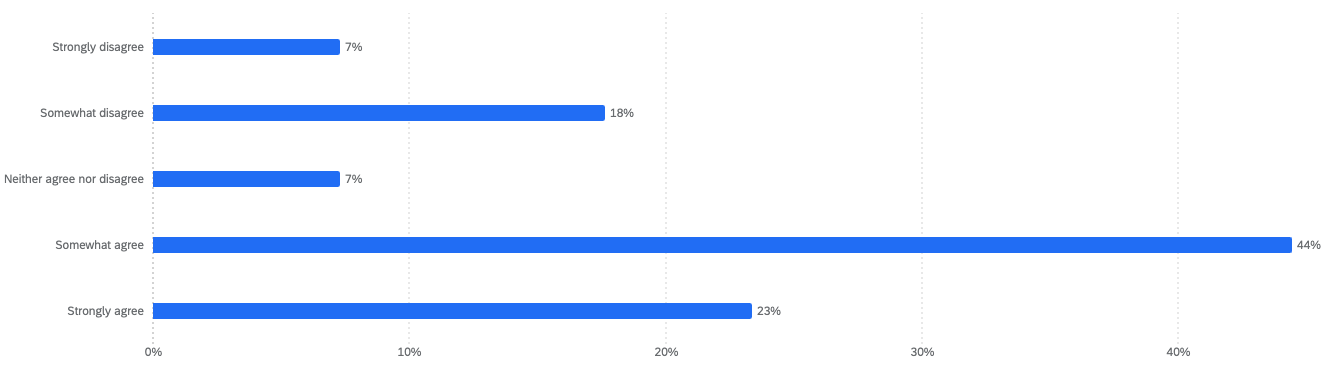 Strongly disagree 7%
Somewhat disagree 18%
Neither agree nor disagree 7%
Somewhat agree 44%
Strongly agree 23%
0% 10% 20% 30% 40%